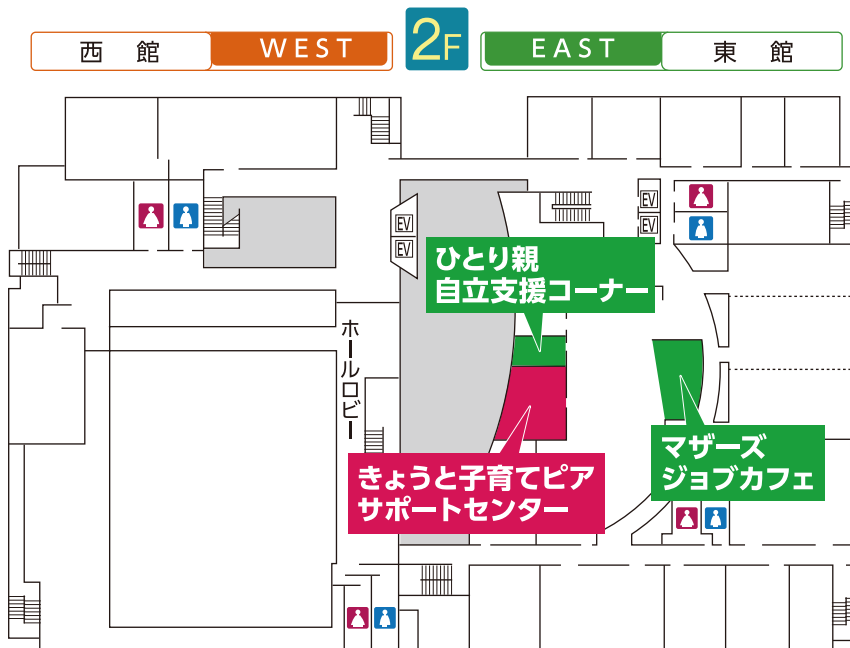 西館 WEST 2F EAST 東館
EV
EV
EV
EV
ひとり親
自立支援コーナー
ホールロビー
マザーズ
ジョブカフェ
きょうと子育てピア
サポートセンター